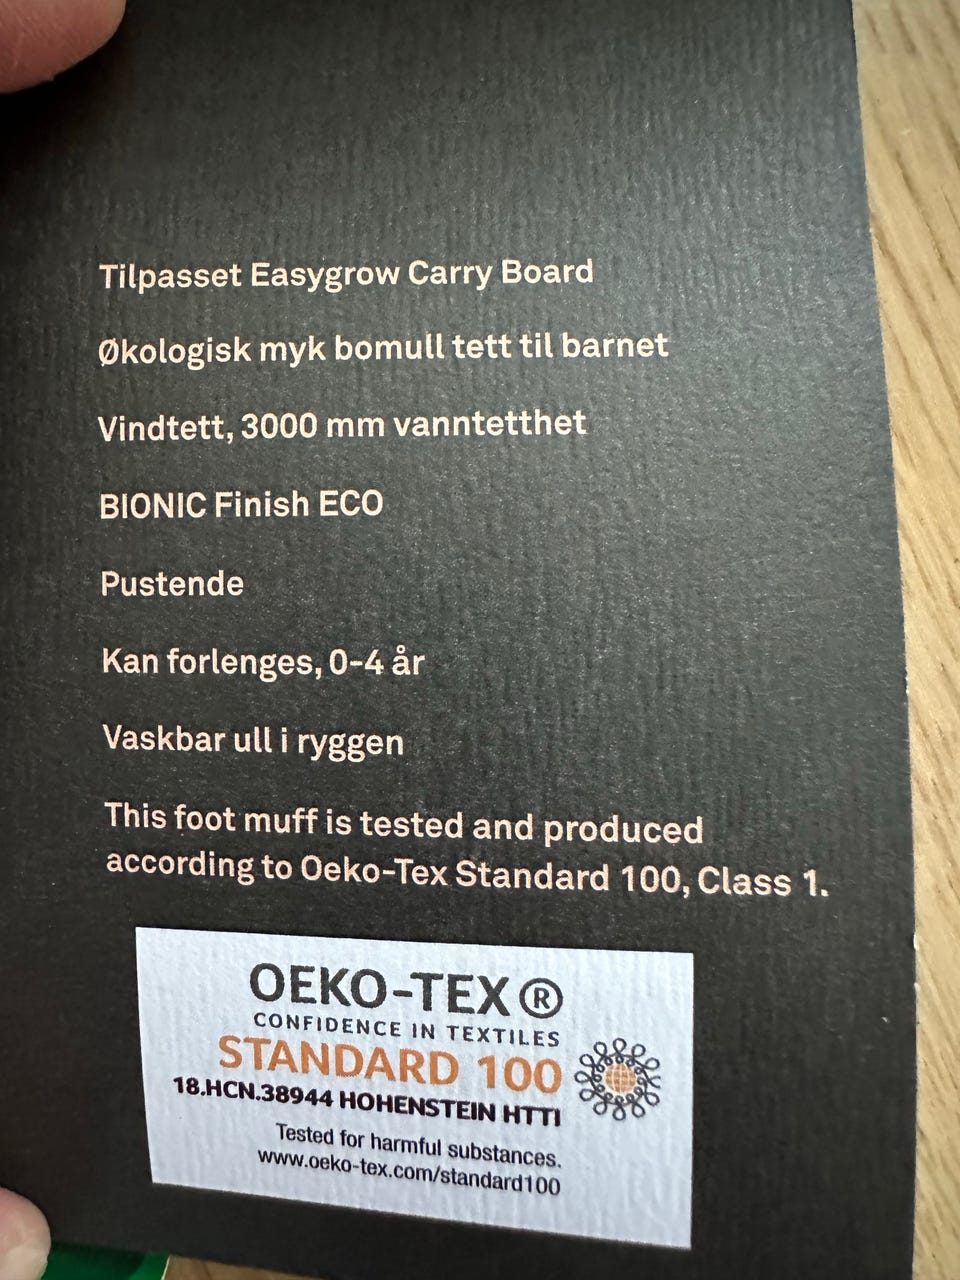 Tilpasset Easygrow Carry Board
Økologisk myk bomull tett til barnet
Vindtett, 3000 mm vanntetthet
BIONIC Finish ECO
Pustende
Kan forlenges, 0-4 år
Vaskbar ull i ryggen
This foot muff is tested and produced
according to Oeko-Tex Standard 100, Class 1.
OEKO-TEX®
CONFIDENCE IN TEXTILES
STANDARD 100
18.HCN.38944 HOHENSTEIN HTTI
Tested for harmful substances.
www.oeko-tex.com/standard100